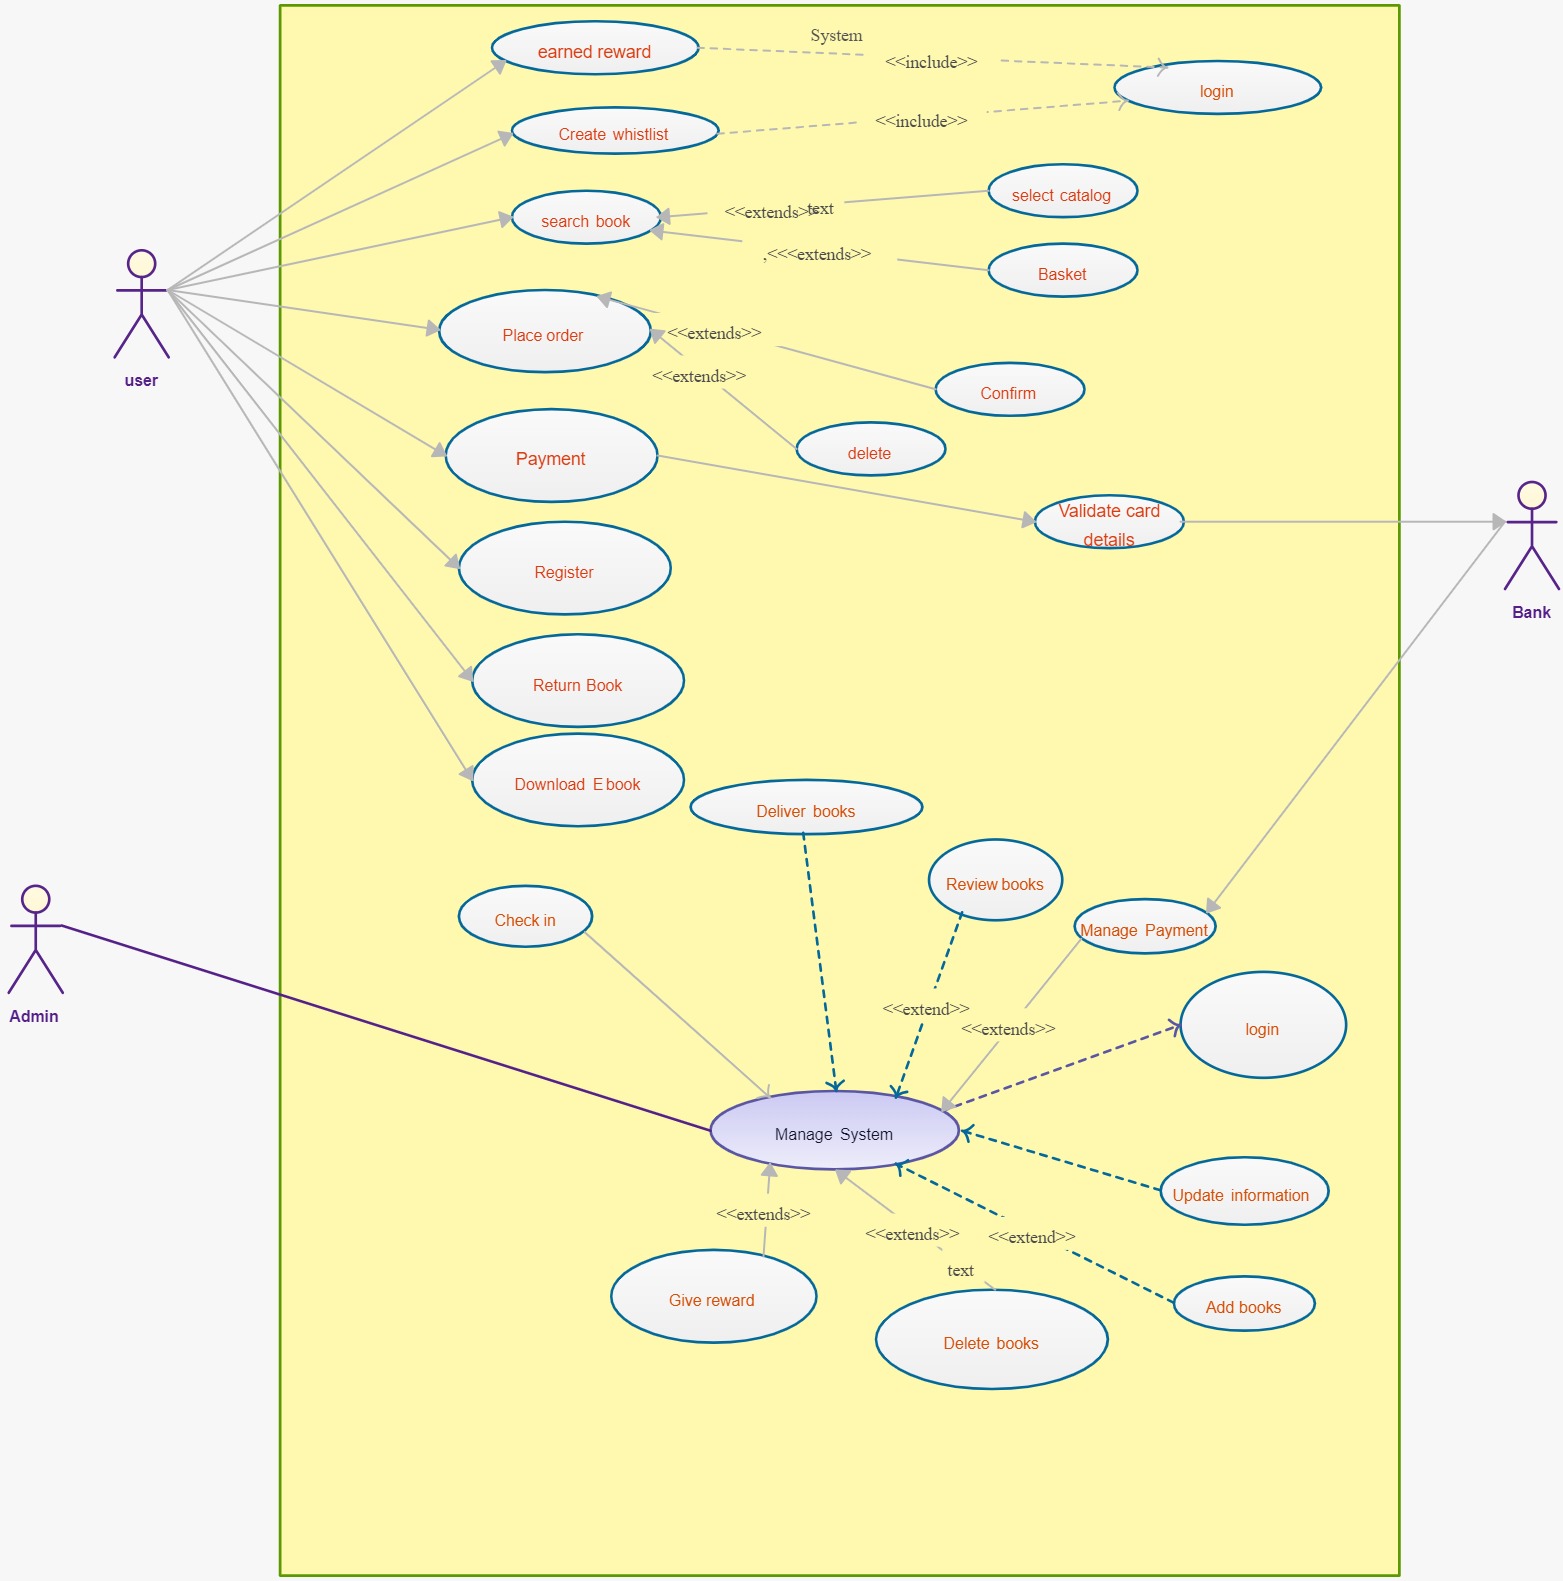 System
earned reward
<<include>>
login
Create whistlist
<<include>>
select catalog
<<extends>>
text
search book
,<<<extends>>
Basket
Place order
<<extends>>
<<extends>>
user
Confirm
Payment
delete
Validate card
details
Register
Bank
Return Book
Download Ebook
Deliver books
Review books
Check in
Manage Payment
Admin
<<extend>>
<<extends>>
login
Manage System
Update information
<<extends>>
<<extends>>
<<extend>>
text
Give reward
Add books
Delete books